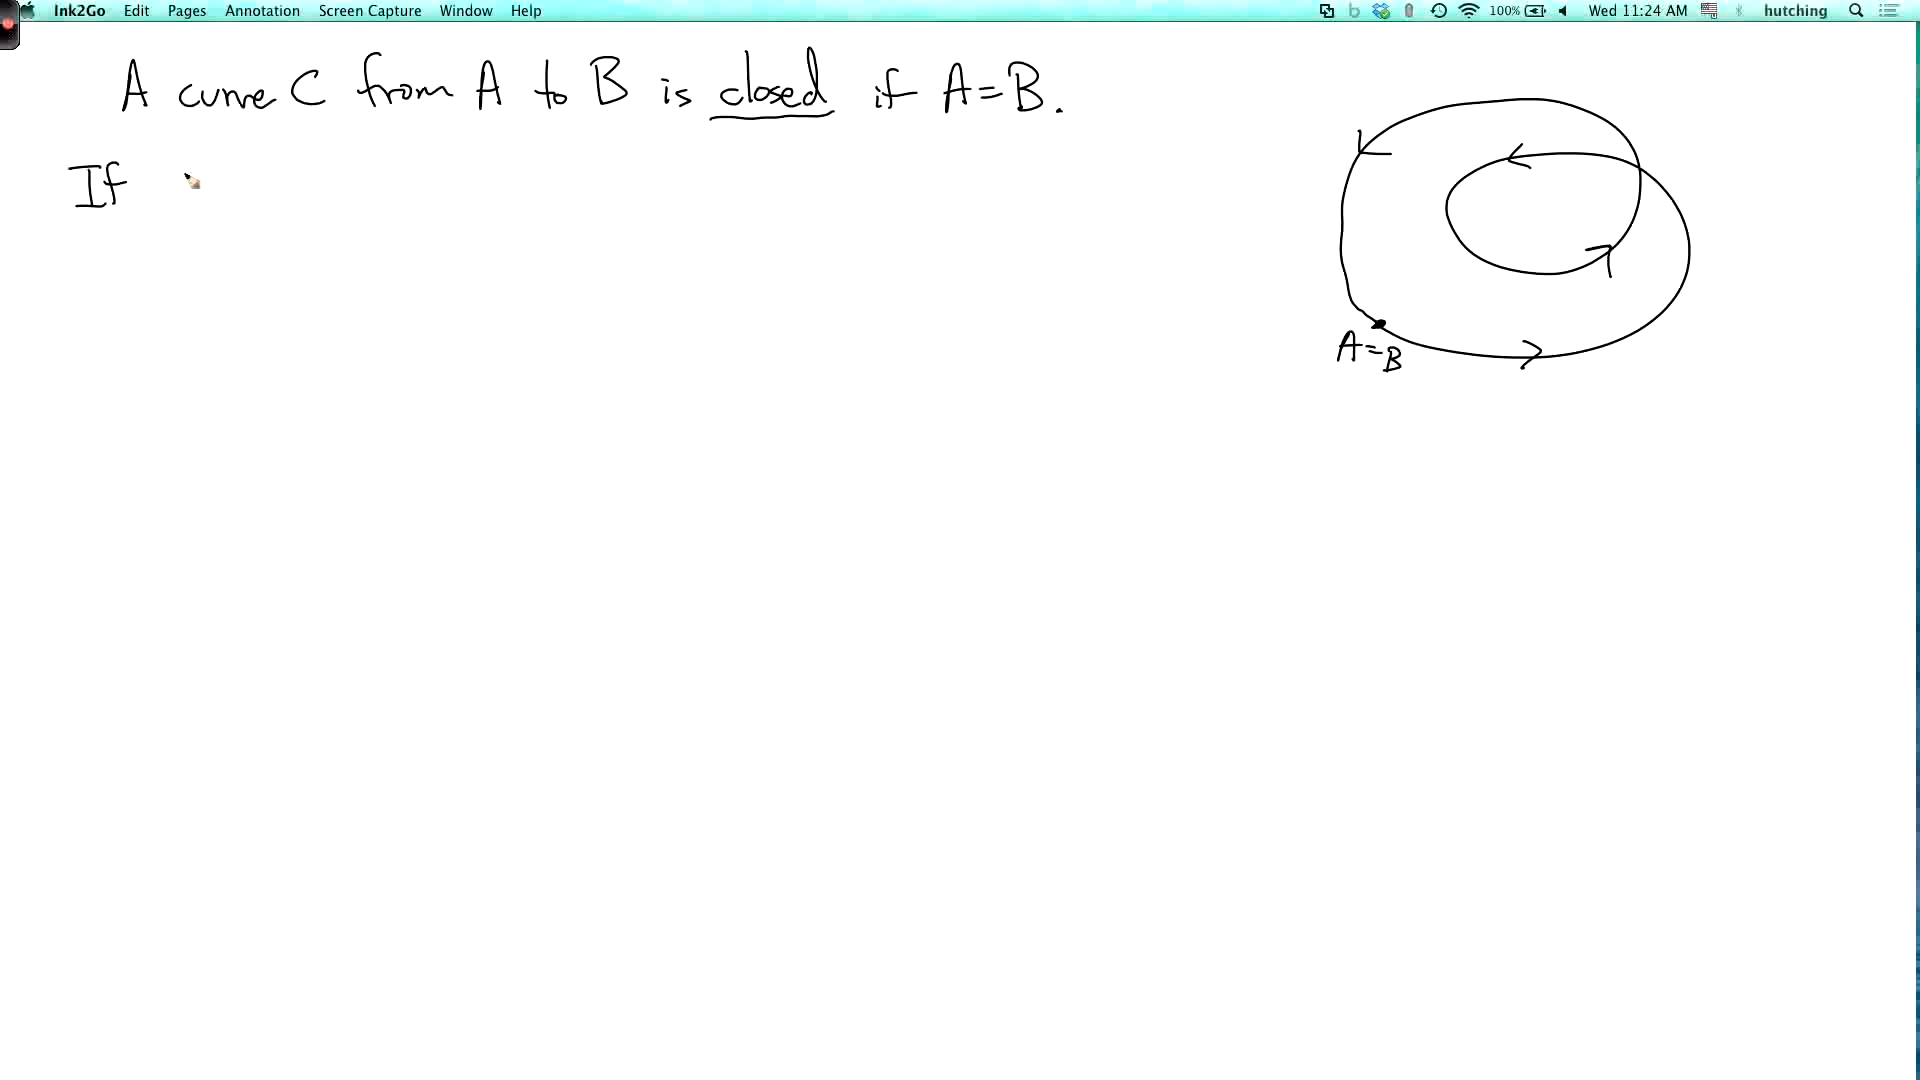 Ink2Go Edit Pages Annotation Screen Capture Window Help 100% Wed 11:24 AM hutching
A curve C from A to B is closed if A=B.
If
A=B